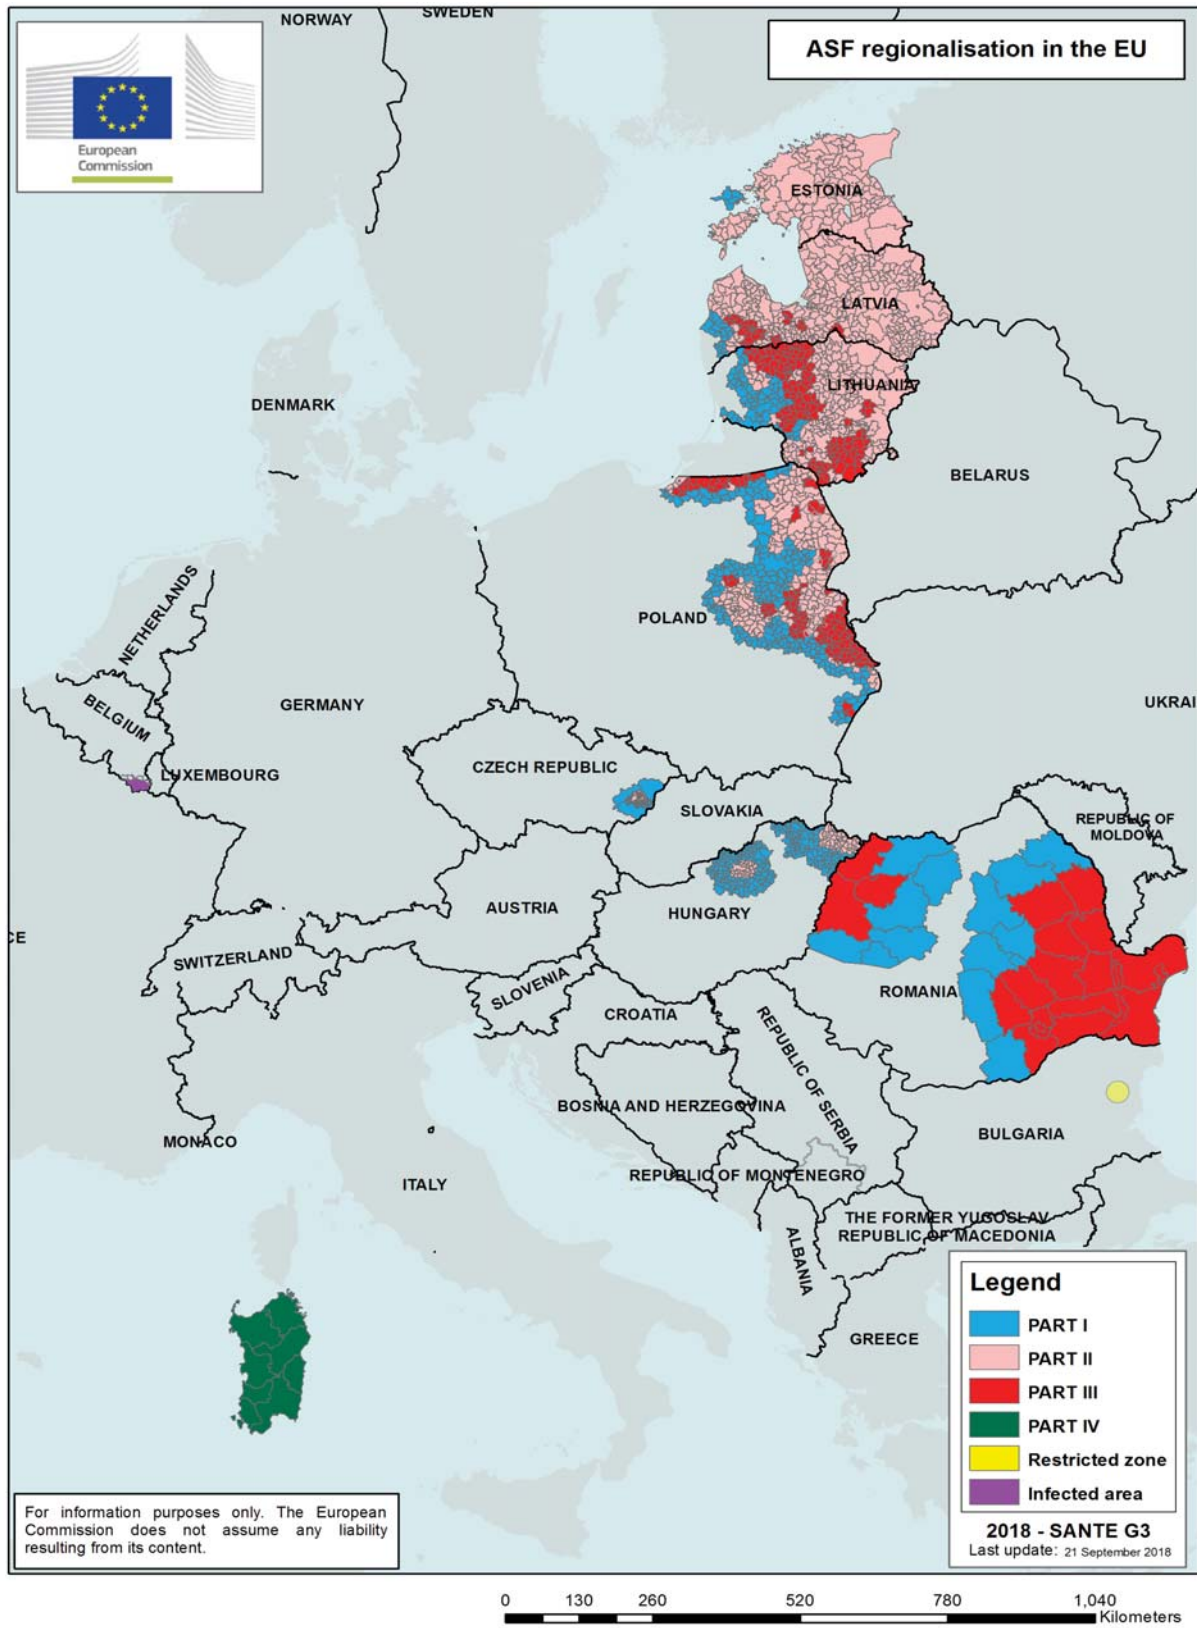 NORWAY
SWEDEN
ASF regionalisation in the EU
European
Commission
ESTONIA
LATVIA
LITHUANIA
DENMARK
BELARUS
NETHERLANDS
POLAND
BELGIUM
GERMANY
UKRAI
LUXEMBOURG
CZECH REPUBLIC
SLOVAKIA
REPUBLIC OF
MOLDOVA
AUSTRIA
HUNGARY
CE
SWITZERLAND
SLOVENIA
ROMANIA
CROATIA
REPUBLIC OF SERBIA
BOSNIA AND HERZEGOVINA
MONACO
BULGARIA
ITALY
REPUBLIC OF MONTENEGRO
THE FORMER YUGOSLAV
REPUBLIC OF MACEDONIA
ALBANIA
GREECE
Legend
PART I
PART II
PART III
PART IV
Restricted zone
Infected area
2018 - SANTE G3
Last update: 21 September 2018
For information purposes only. The European
Commission does not assume any liability
resulting from its content.
0 130 260 520 780 1,040
Kilometers